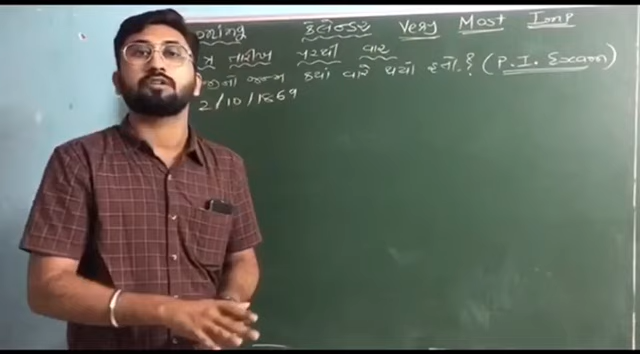 કેલેન્ડર Very Most Imp
તારીખ પરથી વાર
જન્મ કયા વારે થયો હતો.? (P.I. Exam)
2/10/1869